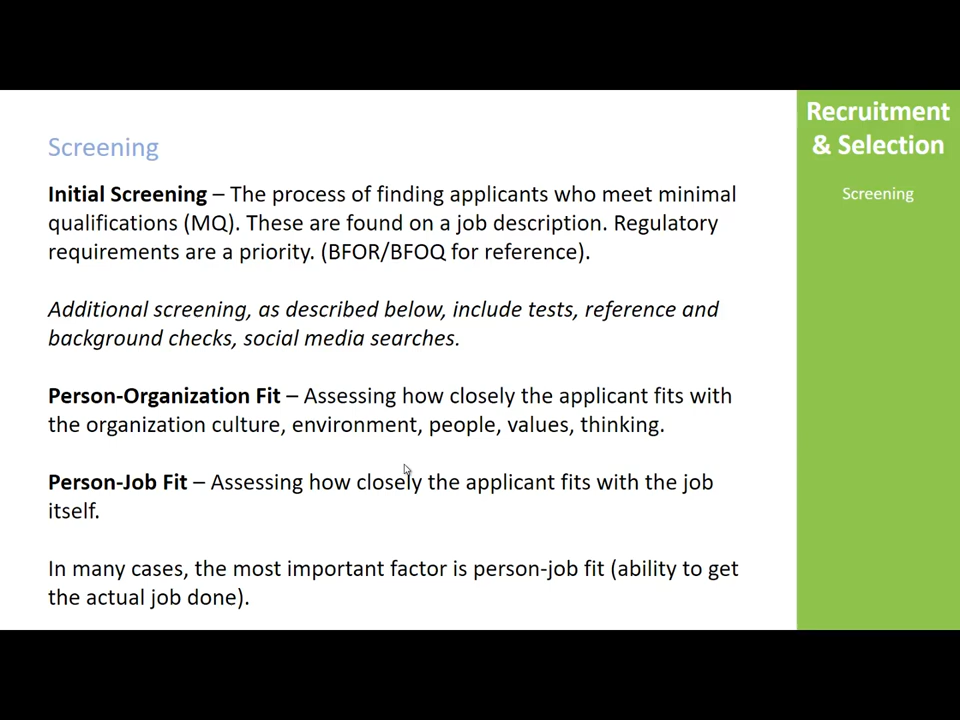 Screening
Initial Screening – The process of finding applicants who meet minimal
qualifications (MQ). These are found on a job description. Regulatory
requirements are a priority. (BFOR/BFOQ for reference).
Additional screening, as described below, include tests, reference and
background checks, social media searches.
Person-Organization Fit – Assessing how closely the applicant fits with
the organization culture, environment, people, values, thinking.
Person-Job Fit – Assessing how closely the applicant fits with the job
itself.
In many cases, the most important factor is person-job fit (ability to get
the actual job done).
Recruitment
& Selection
Screening